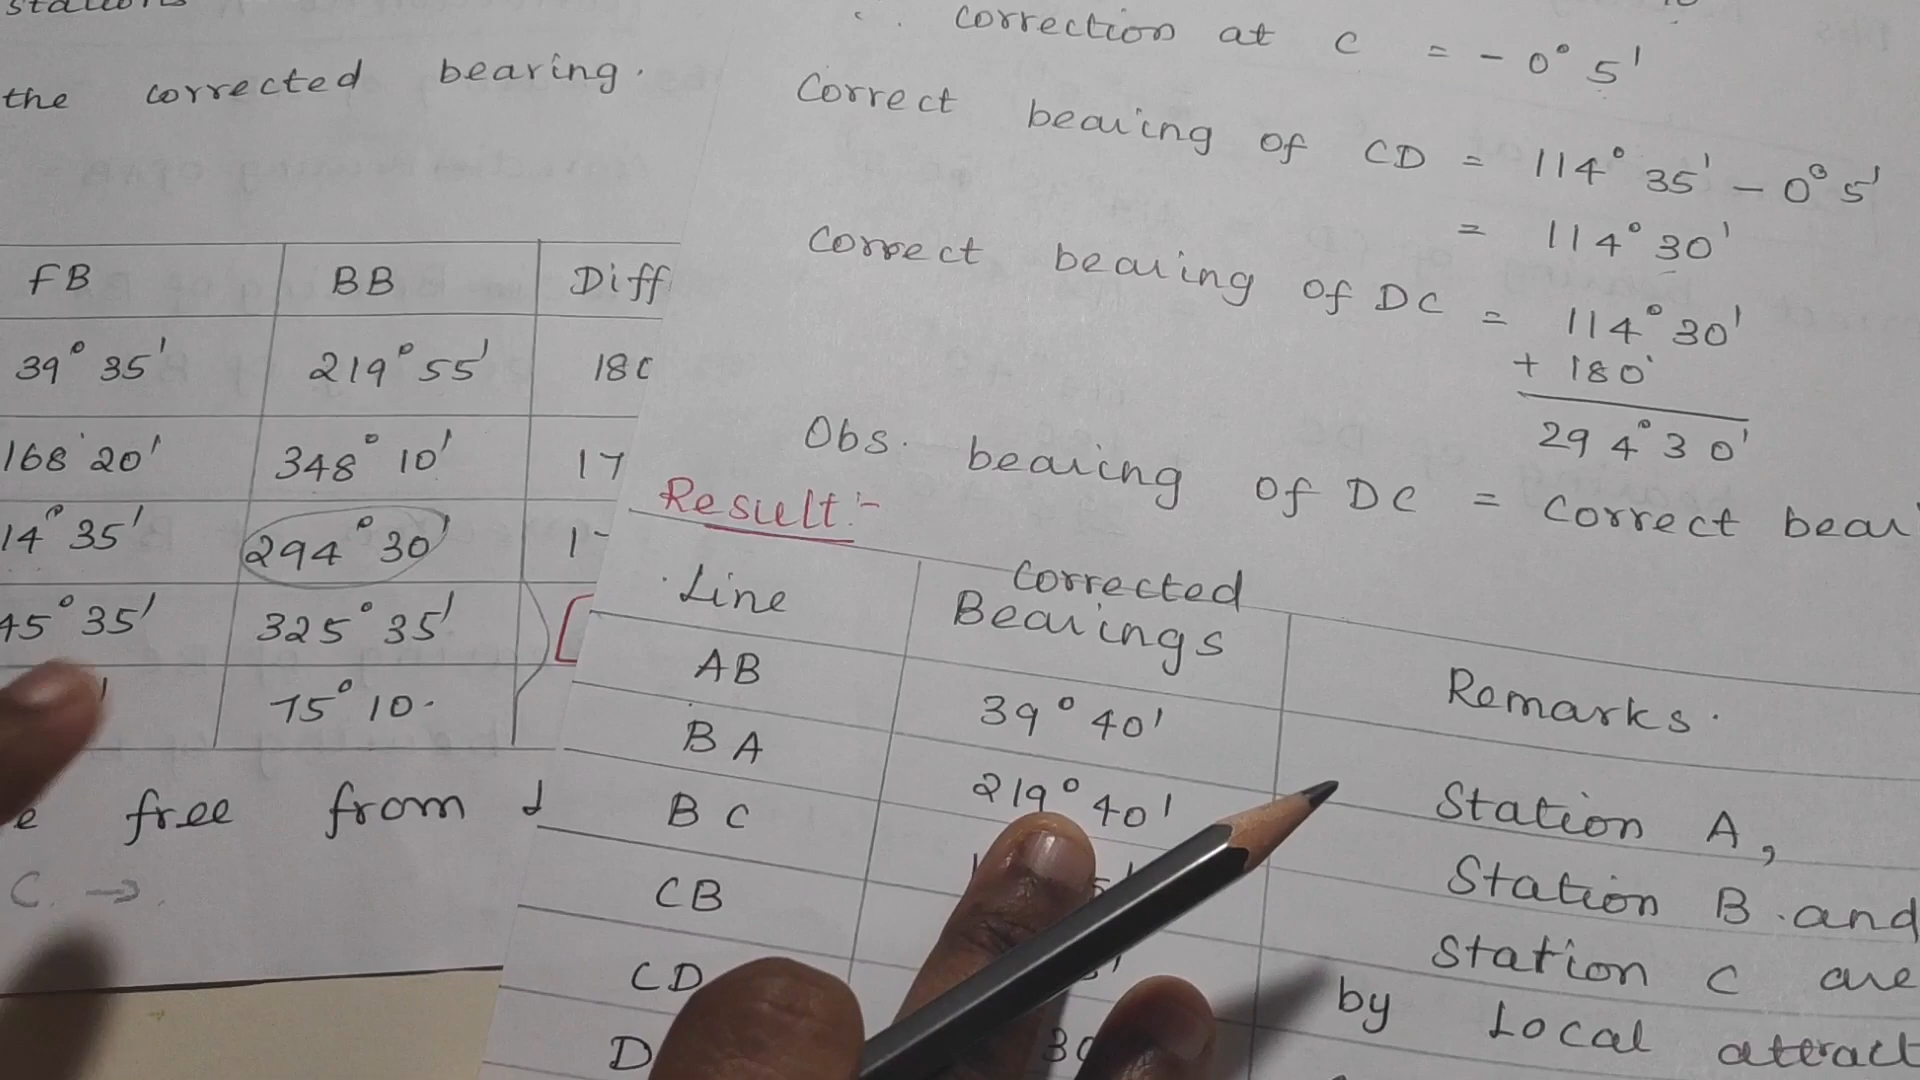 the corrected bearing.
FB BB Diff
39° 35' 219° 55' 180
168° 20' 348° 10' 17
14° 35' 294° 30' 1
45° 35' 325° 35'
75° 10.
free from
C. →
∴ correction at C = - 0° 5'
Correct bearing of CD = 114° 35' - 0° 5'
= 114° 30'
Correct bearing of DC = 114° 30'
+ 180°
294° 30'
Obs. bearing of DC = correct bear
Result:-
Line Corrected Bearings Remarks.
AB 39° 40'
BA 219° 40' Station A,
BC Station B and
CB Station C are
CD by Local attract
D 30